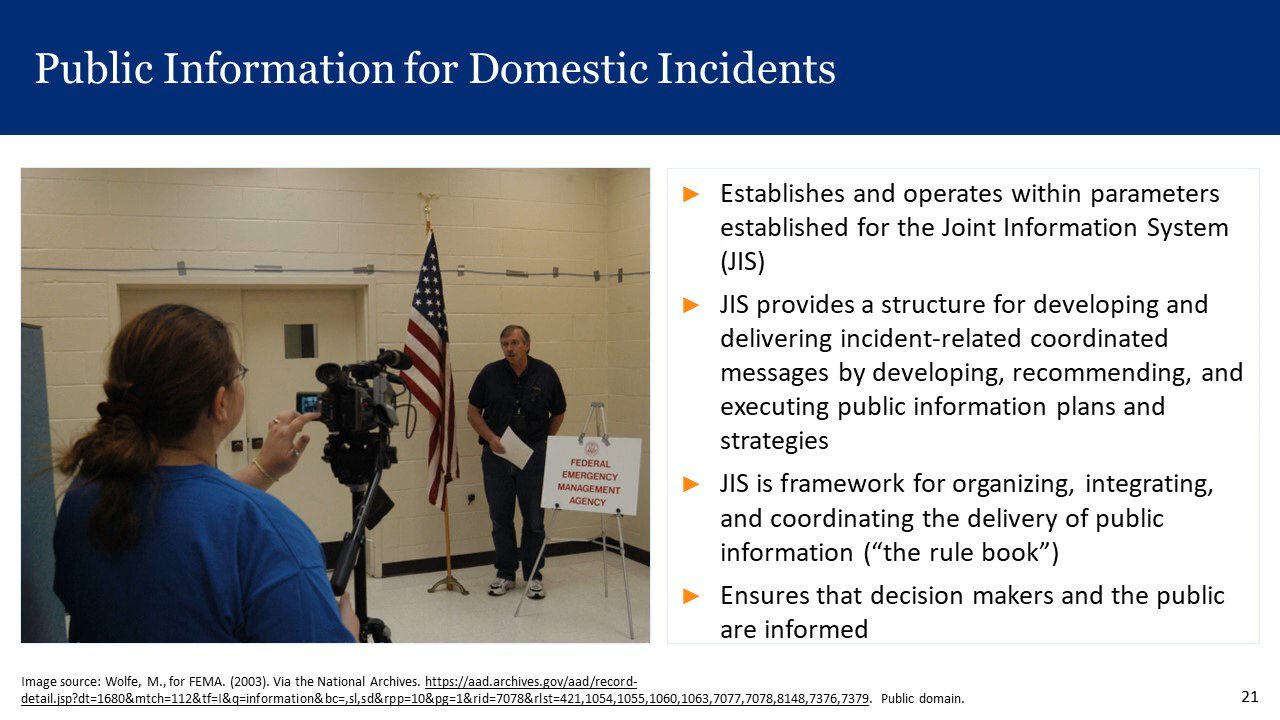 Public Information for Domestic Incidents
FEDERAL
EMERGENCY
MANAGEMENT
AGENCY
► Establishes and operates within parameters
established for the Joint Information System
(JIS)
► JIS provides a structure for developing and
delivering incident-related coordinated
messages by developing, recommending, and
executing public information plans and
strategies
► JIS is framework for organizing, integrating,
and coordinating the delivery of public
information (“the rule book”)
► Ensures that decision makers and the public
are informed
Image source: Wolfe, M., for FEMA. (2003). Via the National Archives. https://aad.archives.gov/aad/record-
detail.jsp?dt=1680&mtch=112&tf=I&q=information&bc=,sl,sd&rpp=10&pg=1&rid=7078&rlst=421,1054,1055,1060,1063,7077,7078,8148,7376,7379. Public domain.
21